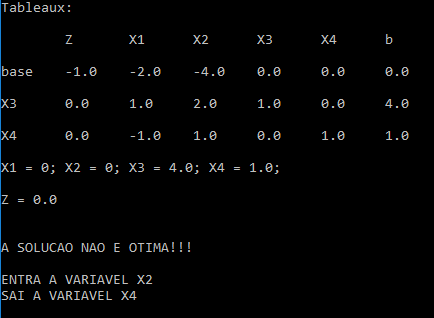 Tableaux:
Z X1 X2 X3 X4 b
base -1.0 -2.0 -4.0 0.0 0.0 0.0
X3 0.0 1.0 2.0 1.0 0.0 4.0
X4 0.0 -1.0 1.0 0.0 1.0 1.0
X1 = 0; X2 = 0; X3 = 4.0; X4 = 1.0;
Z = 0.0
A SOLUCAO NAO E OTIMA!!!
ENTRA A VARIAVEL X2
SAI A VARIAVEL X4